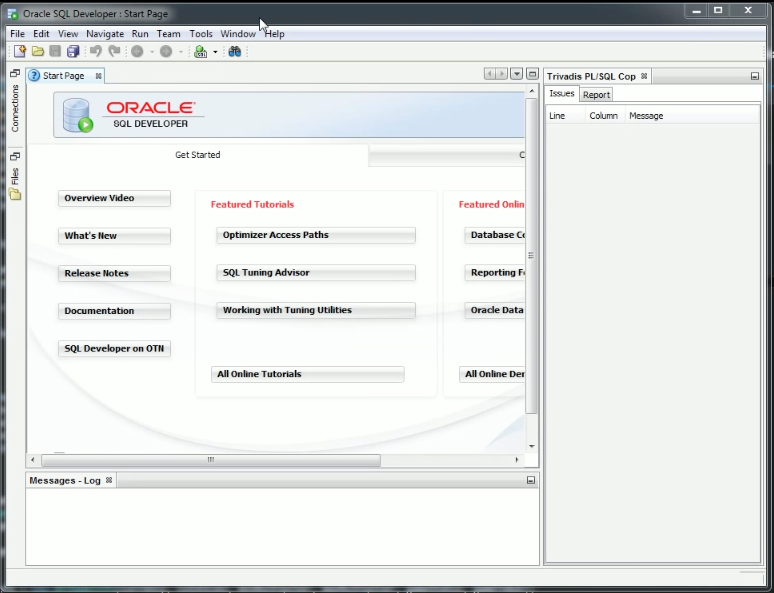 Oracle SQL Developer : Start Page
File Edit View Navigate Run Team Tools Window Help
Start Page
Connections
Files
ORACLE
SQL DEVELOPER
Get Started
Overview Video
What's New
Release Notes
Documentation
SQL Developer on OTN
Featured Tutorials
Optimizer Access Paths
SQL Tuning Advisor
Working with Tuning Utilities
All Online Tutorials
Featured Onlin
Database Co
Reporting Fe
Oracle Data
All Online Der
Messages - Log
Trivadis PL/SQL Cop
Issues Report
Line Column Message